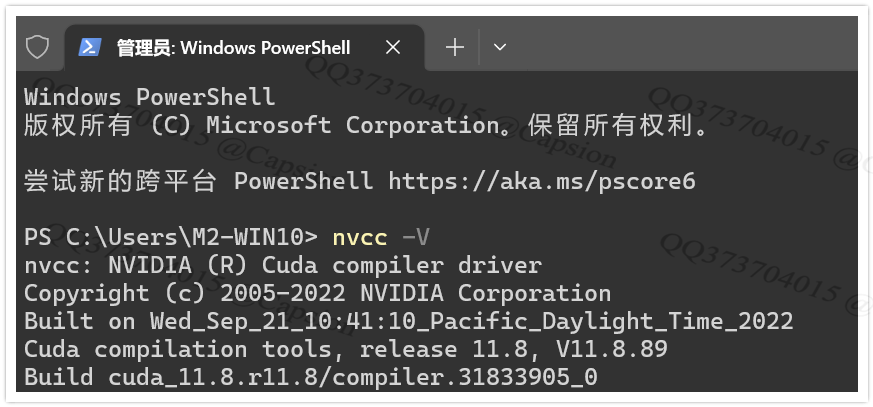 管理员: Windows PowerShell
Windows PowerShell
版权所有 (C) Microsoft Corporation。保留所有权利。
尝试新的跨平台 PowerShell https://aka.ms/pscore6
PS C:\Users\M2-WIN10> nvcc -V
nvcc: NVIDIA (R) Cuda compiler driver
Copyright (c) 2005-2022 NVIDIA Corporation
Built on Wed_Sep_21_10:41:10_Pacific_Daylight_Time_2022
Cuda compilation tools, release 11.8, V11.8.89
Build cuda_11.8.r11.8/compiler.31833905_0
QQ373704015 @Capsion
QQ373704015 @Capsion
QQ373704015 @
QQ373704015 @Capsion
QQ373704015 @